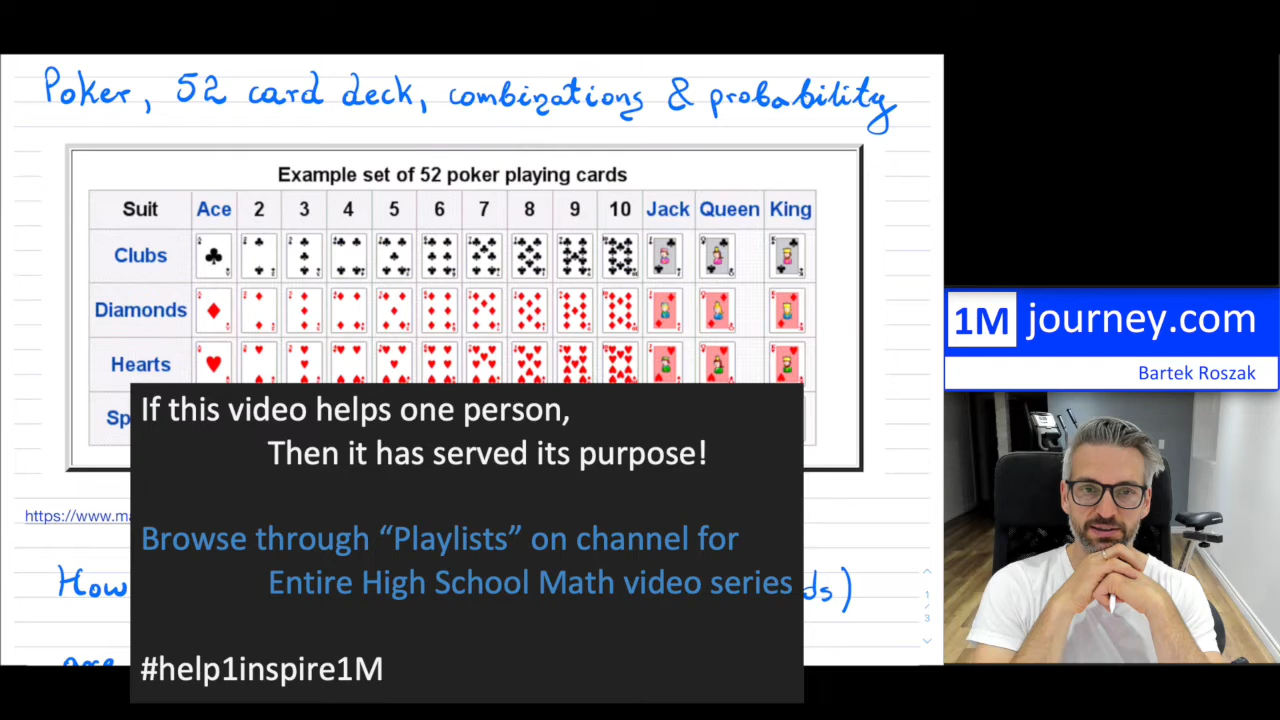 Poker, 52 card deck, combinations & probability
Example set of 52 poker playing cards
Suit Ace 2 3 4 5 6 7 8 9 10 Jack Queen King
Clubs
Diamonds
Hearts
Sp
If this video helps one person,
Then it has served its purpose!
https://www.ma
Browse through “Playlists” on channel for
How
Entire High School Math video series
ds)
#help1inspire1M
1M journey.com
Bartek Roszak
1
/
3